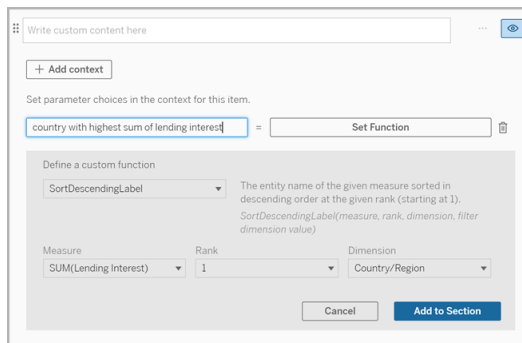 Write custom content here
+ Add context
Set parameter choices in the context for this item.
country with highest sum of lending interest = Set Function
Define a custom function
SortDescendingLabel
The entity name of the given measure sorted in
descending order at the given rank (starting at 1).
SortDescendingLabel(measure, rank, dimension, filter
dimension value)
Measure Rank Dimension
SUM(Lending Interest) 1 Country/Region
Cancel Add to Section